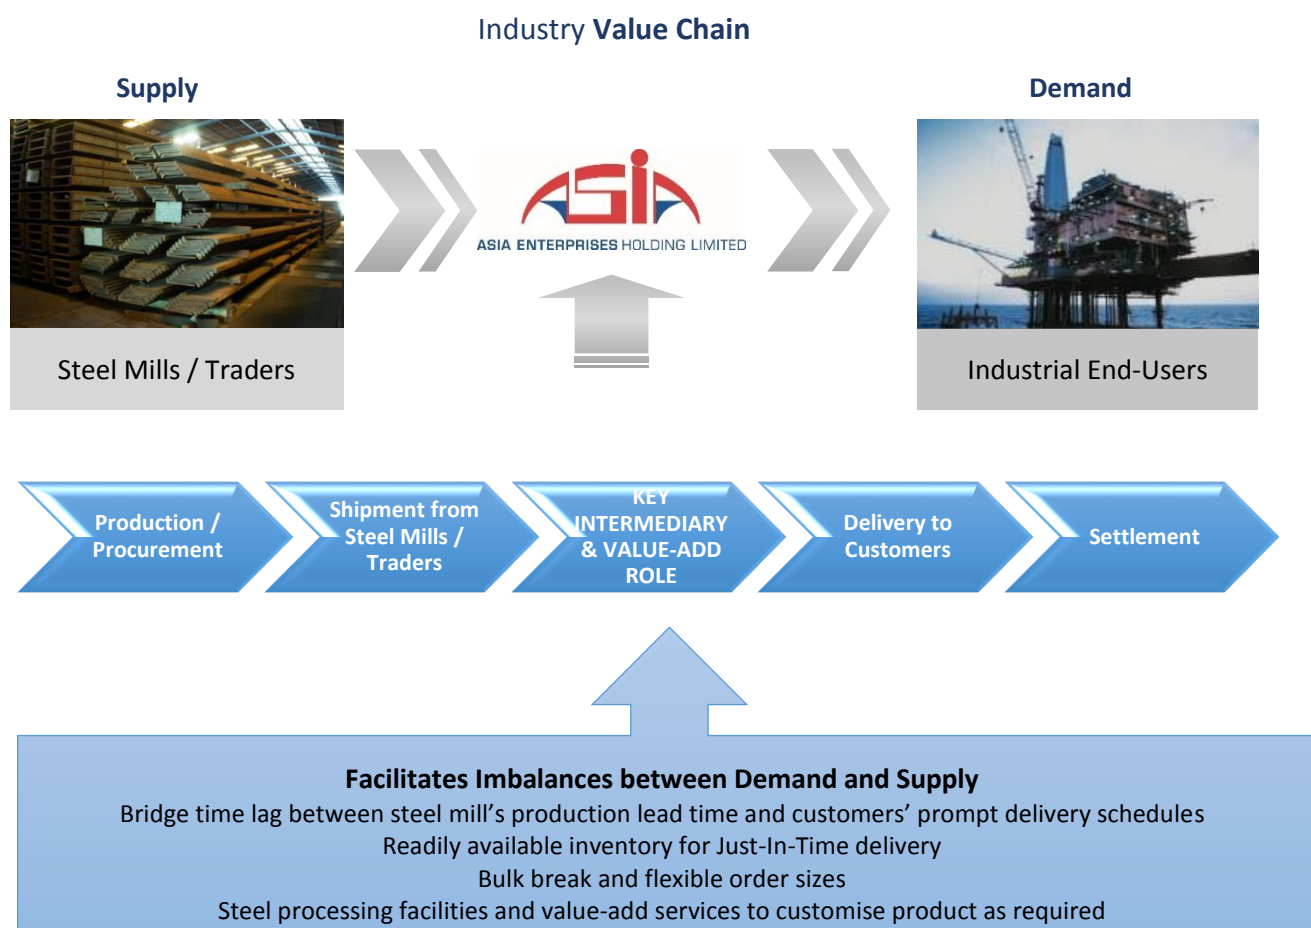 Industry Value Chain
Supply
Demand
ASIA
ASIA ENTERPRISES HOLDING LIMITED
Steel Mills / Traders
Industrial End-Users
Production /
Procurement
Shipment from
Steel Mills /
Traders
KEY
INTERMEDIARY
& VALUE-ADD
ROLE
Delivery to
Customers
Settlement
Facilitates Imbalances between Demand and Supply
Bridge time lag between steel mill’s production lead time and customers’ prompt delivery schedules
Readily available inventory for Just-In-Time delivery
Bulk break and flexible order sizes
Steel processing facilities and value-add services to customise product as required